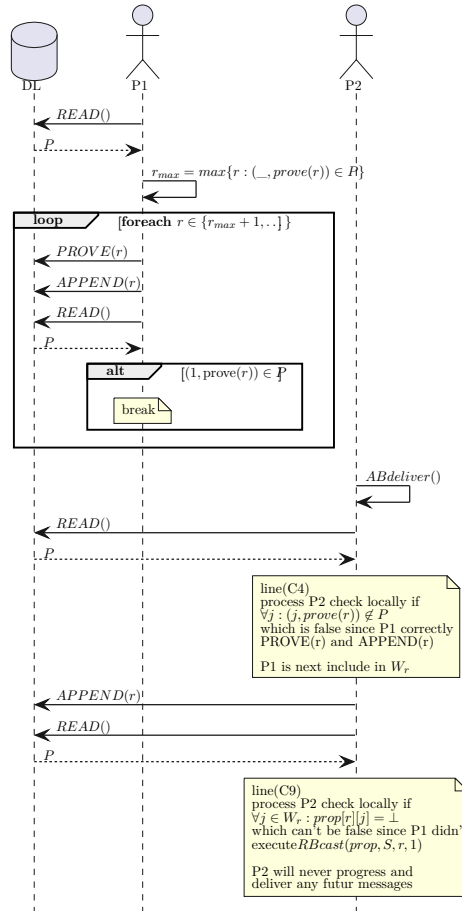 DL P1 P2
READ()
P
r_max = max{r : (_, prove(r)) ∈ P}
loop [foreach r ∈ {r_max + 1, ..] }
PROVE(r)
APPEND(r)
READ()
P
alt [(1, prove(r)) ∈ P]
break
ABdeliver()
READ()
P
line(C4)
process P2 check locally if
∀j : (j, prove(r)) ∉ P
which is false since P1 correctly
PROVE(r) and APPEND(r)
P1 is next include in W_r
APPEND(r)
READ()
P
line(C9)
process P2 check locally if
∀j ∈ W_r : prop[r][j] = ⊥
which can't be false since P1 didn'
executeRBcast(prop, S, r, 1)
P2 will never progress and
deliver any futur messages